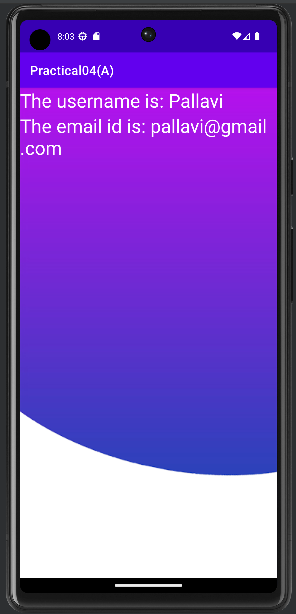 8:03
Practical04(A)
The username is: Pallavi
The email id is: pallavi@gmail
.com